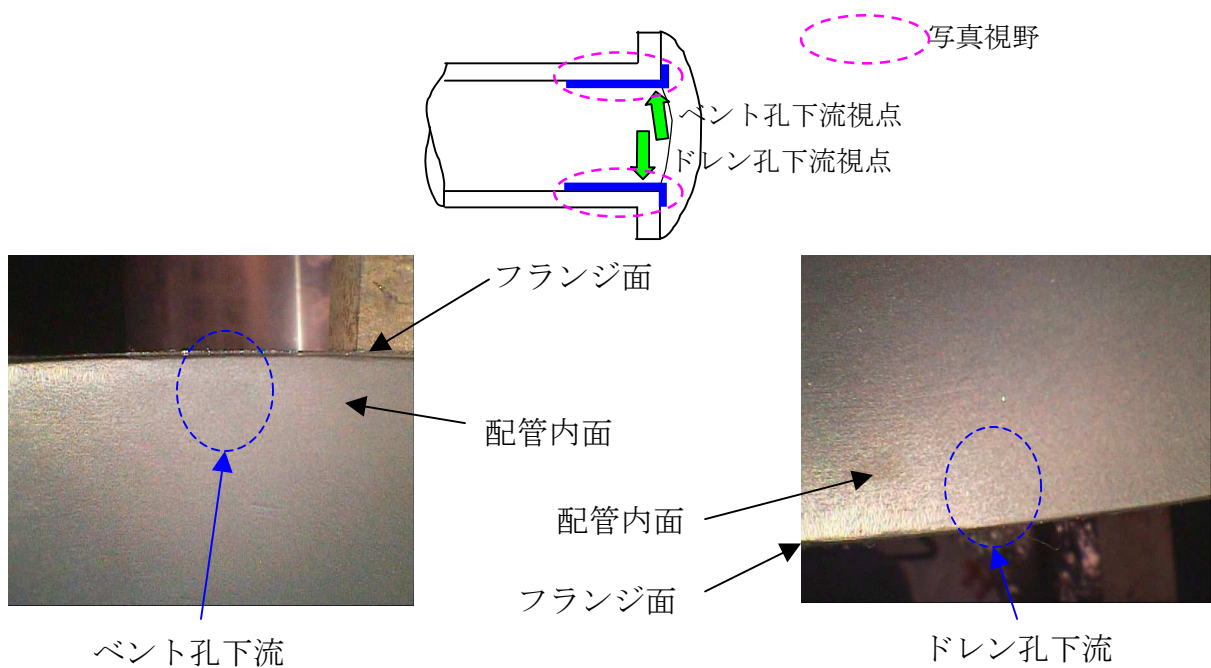 写真視野
ベント孔下流視点
ドレン孔下流視点
フランジ面
配管内面
ベント孔下流
配管内面
フランジ面
ドレン孔下流